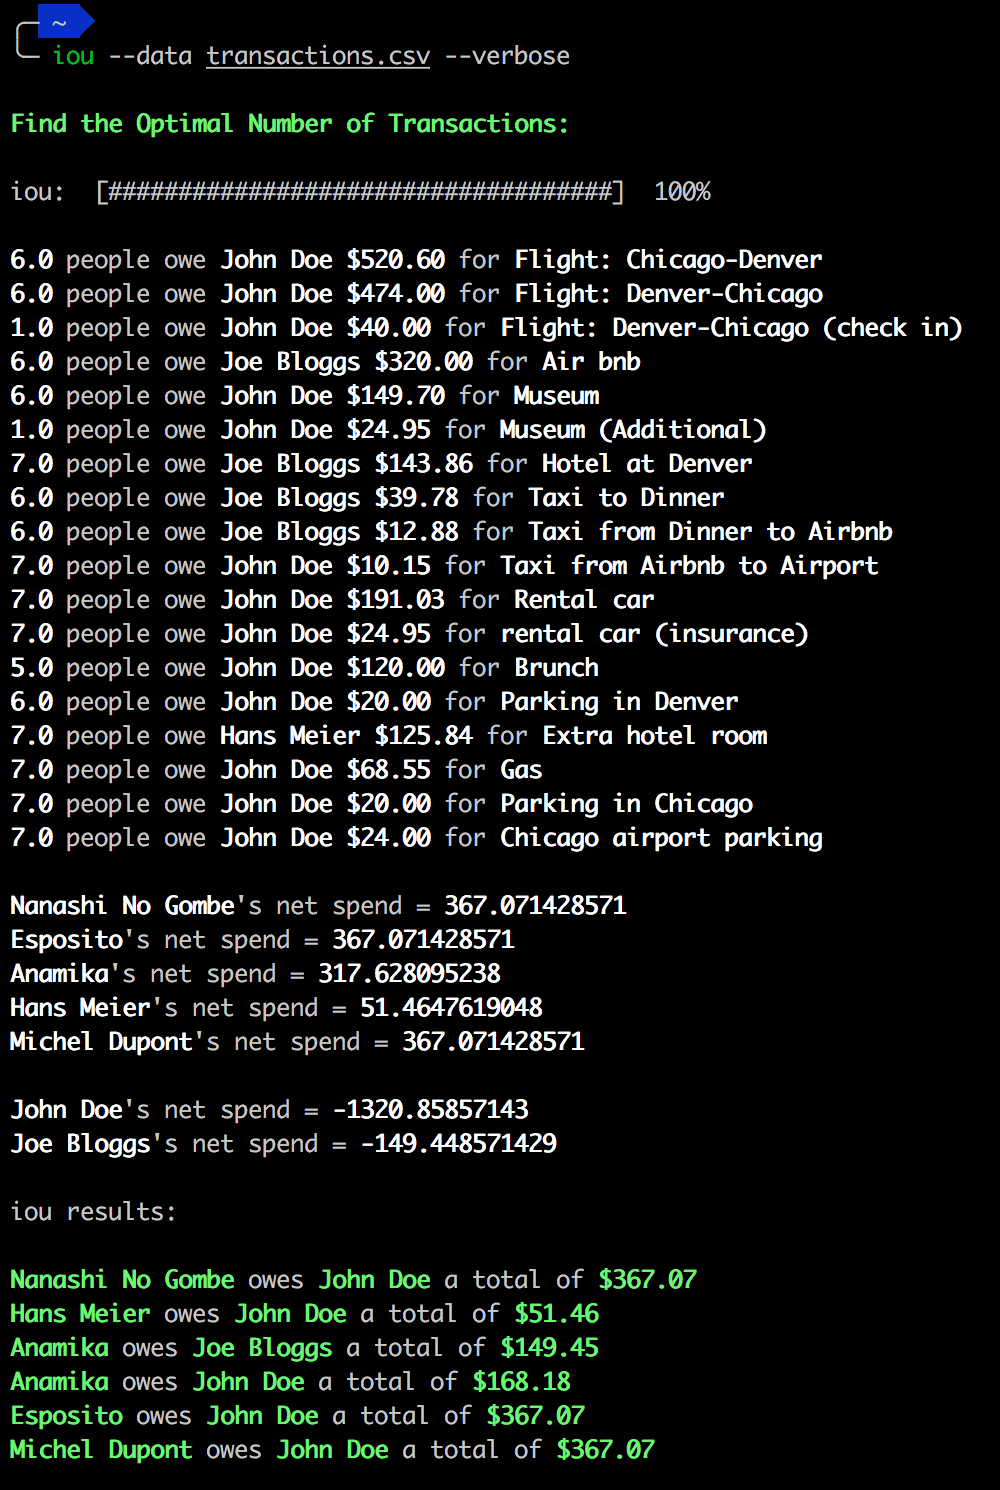 ~
iou --data transactions.csv --verbose
Find the Optimal Number of Transactions:
iou:  [####################################]  100%
6.0 people owe John Doe $520.60 for Flight: Chicago-Denver
6.0 people owe John Doe $474.00 for Flight: Denver-Chicago
1.0 people owe John Doe $40.00 for Flight: Denver-Chicago (check in)
6.0 people owe Joe Bloggs $320.00 for Air bnb
6.0 people owe John Doe $149.70 for Museum
1.0 people owe John Doe $24.95 for Museum (Additional)
7.0 people owe Joe Bloggs $143.86 for Hotel at Denver
6.0 people owe Joe Bloggs $39.78 for Taxi to Dinner
6.0 people owe Joe Bloggs $12.88 for Taxi from Dinner to Airbnb
7.0 people owe John Doe $10.15 for Taxi from Airbnb to Airport
7.0 people owe John Doe $191.03 for Rental car
7.0 people owe John Doe $24.95 for rental car (insurance)
5.0 people owe John Doe $120.00 for Brunch
6.0 people owe John Doe $20.00 for Parking in Denver
7.0 people owe Hans Meier $125.84 for Extra hotel room
7.0 people owe John Doe $68.55 for Gas
7.0 people owe John Doe $20.00 for Parking in Chicago
7.0 people owe John Doe $24.00 for Chicago airport parking
Nanashi No Gombe's net spend = 367.071428571
Esposito's net spend = 367.071428571
Anamika's net spend = 317.628095238
Hans Meier's net spend = 51.4647619048
Michel Dupont's net spend = 367.071428571
John Doe's net spend = -1320.85857143
Joe Bloggs's net spend = -149.448571429
iou results:
Nanashi No Gombe owes John Doe a total of $367.07
Hans Meier owes John Doe a total of $51.46
Anamika owes Joe Bloggs a total of $149.45
Anamika owes John Doe a total of $168.18
Esposito owes John Doe a total of $367.07
Michel Dupont owes John Doe a total of $367.07